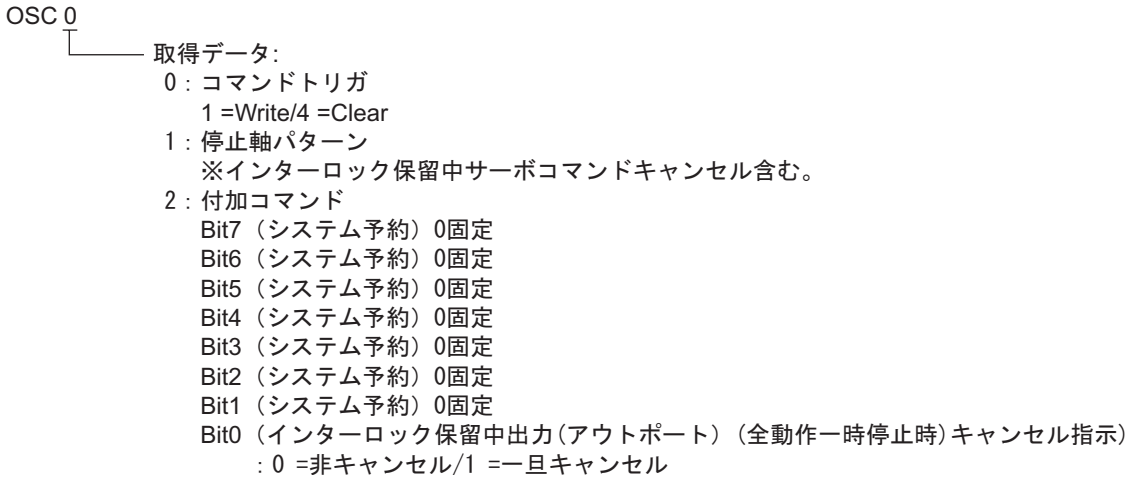 OSC 0
取得データ:
0：コマンドトリガ
1 =Write/4 =Clear
1：停止軸パターン
※インターロック保留中サーボコマンドキャンセル含む。
2：付加コマンド
Bit7（システム予約）0固定
Bit6（システム予約）0固定
Bit5（システム予約）0固定
Bit4（システム予約）0固定
Bit3（システム予約）0固定
Bit2（システム予約）0固定
Bit1（システム予約）0固定
Bit0（インターロック保留中出力(アウトポート)（全動作一時停止時)キャンセル指示）
：0 =非キャンセル/1 =一旦キャンセル